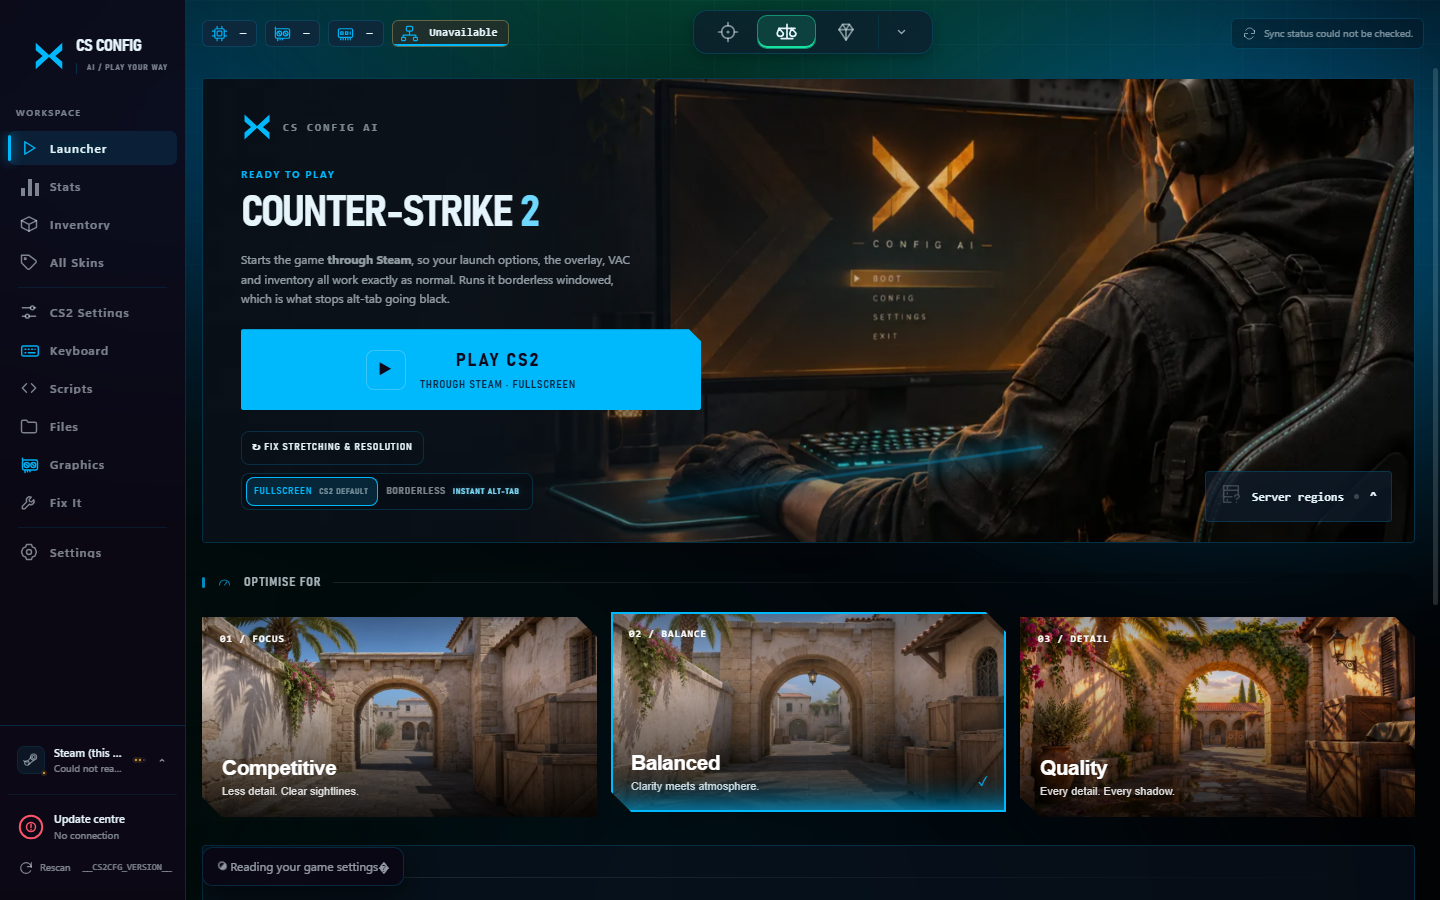 CS CONFIG
AI / PLAY YOUR WAY
WORKSPACE
Launcher
Stats
Inventory
All Skins
CS2 Settings
Keyboard
Scripts
Files
Graphics
Fix It
Settings
Steam (this ...
Could not rea...
Update centre
No connection
Rescan
__CS2CFG_VERSION__
–
–
–
Unavailable
Sync status could not be checked.
CS CONFIG AI
READY TO PLAY
COUNTER-STRIKE 2
Starts the game through Steam, so your launch options, the overlay, VAC
and inventory all work exactly as normal. Runs it borderless windowed,
which is what stops alt-tab going black.
PLAY CS2
THROUGH STEAM · FULLSCREEN
↻ FIX STRETCHING & RESOLUTION
FULLSCREEN CS2 DEFAULT BORDERLESS INSTANT ALT-TAB
— CONFIG AI —
BOOT
CONFIG
SETTINGS
EXIT
Server regions
OPTIMISE FOR
01 / FOCUS
Competitive
Less detail. Clear sightlines.
02 / BALANCE
Balanced
Clarity meets atmosphere.
03 / DETAIL
Quality
Every detail. Every shadow.
Reading your game settings�